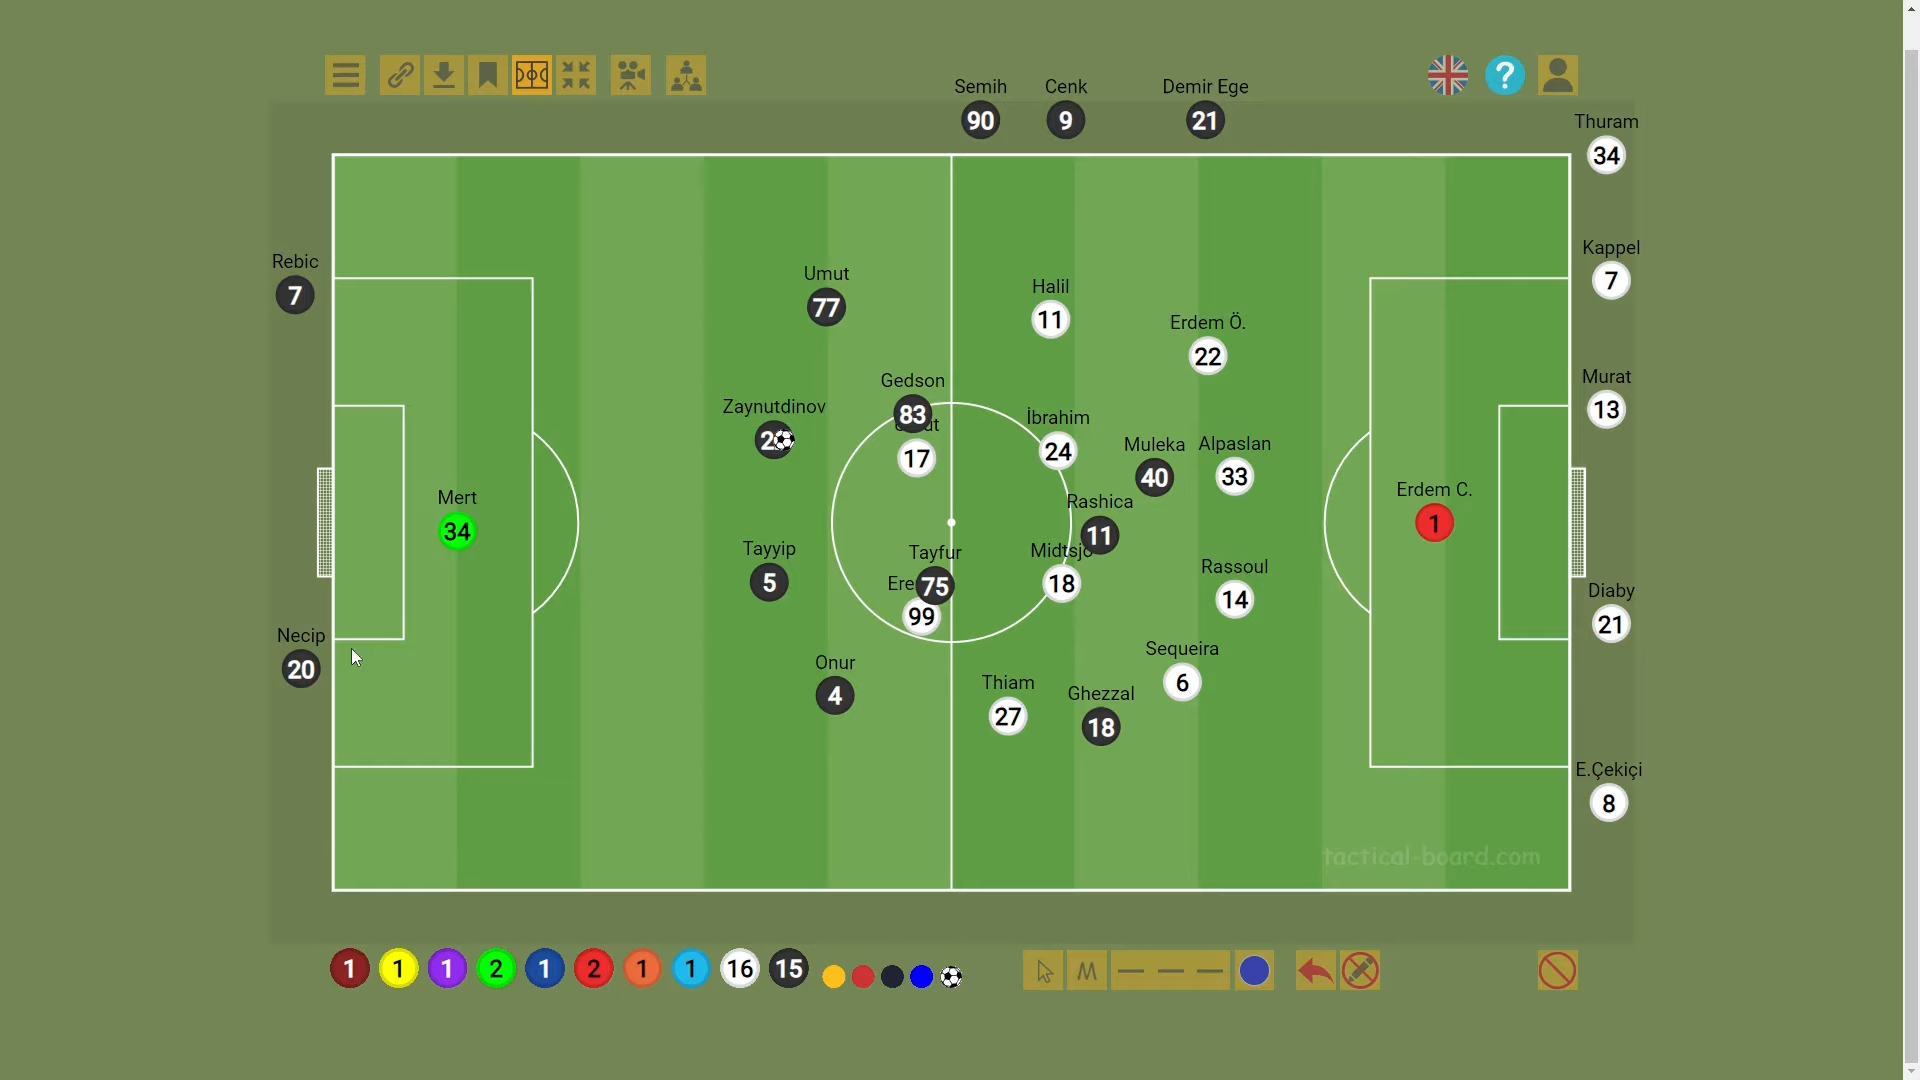 Semih
90
Cenk
9
Demir Ege
21
?
Thuram
34
Rebic
7
Umut
77
Halil
11
Kappel
7
Erdem Ö.
22
Gedson
83
Murat
13
Zaynutdinov
17
İbrahim
24
Muleka
40
Alpaslan
33
Mert
34
Rashica
11
Erdem C.
1
Tayyip
5
Tayfur
75
99
18
Rassoul
14
Diaby
21
Necip
20
Onur
4
Sequeira
6
Thiam
27
Ghezzal
18
E.Çekiçi
8
tactical-board.com
1
1
1
2
1
2
1
1
16
15
M